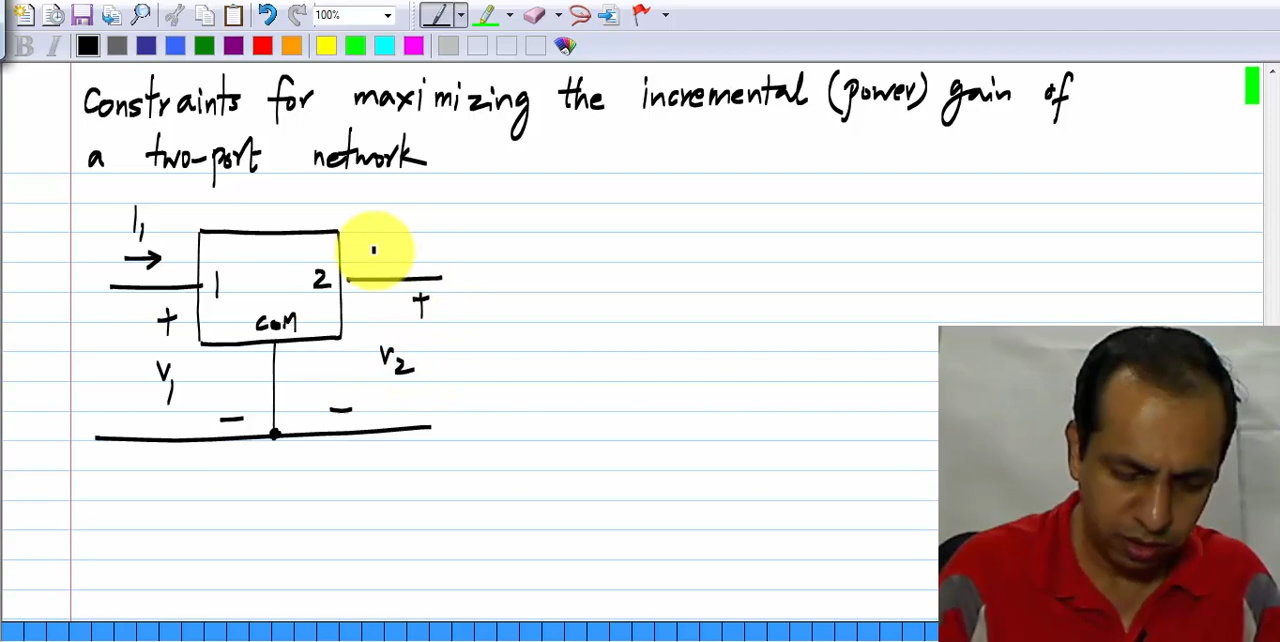 100%
B I
Constraints for maximizing the incremental (power) gain of
a two-port network
I1
1 2
+ COM +
V1 V2
- -